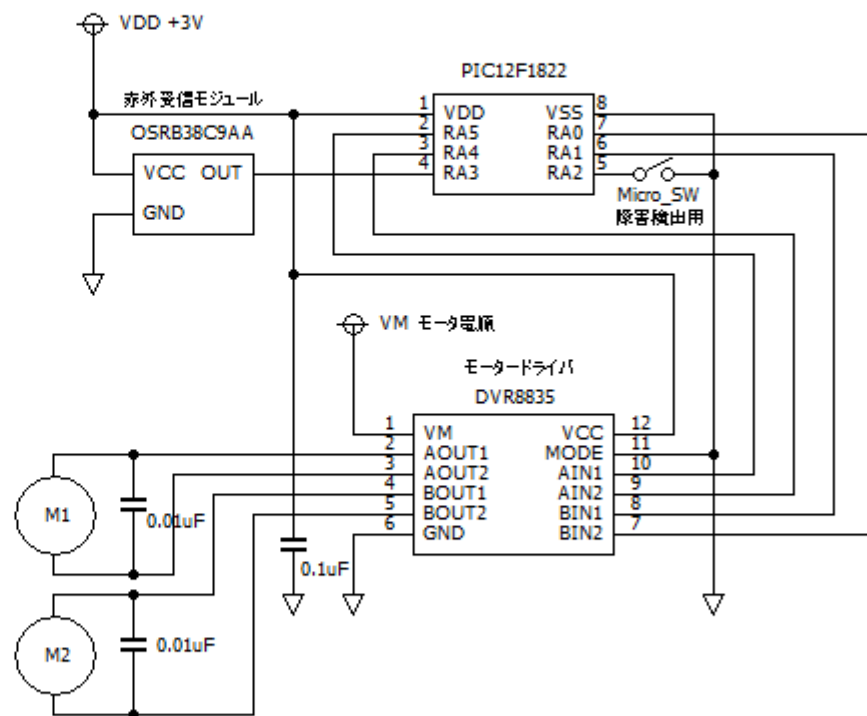 VDD +3V
PIC12F1822
赤外受信モジュール
OSRB38C9AA
VCC OUT
GND
1 VDD VSS 8
2 RA5 RA0 7
3 RA4 RA1 6
4 RA3 RA2 5
Micro_SW
障害検出用
VM モータ電源
モータードライバ
DVR8835
1 VM VCC 12
2 AOUT1 MODE 11
3 AOUT2 AIN1 10
4 BOUT1 AIN2 9
5 BOUT2 BIN1 8
6 GND BIN2 7
M1
0.01uF
0.1uF
M2
0.01uF